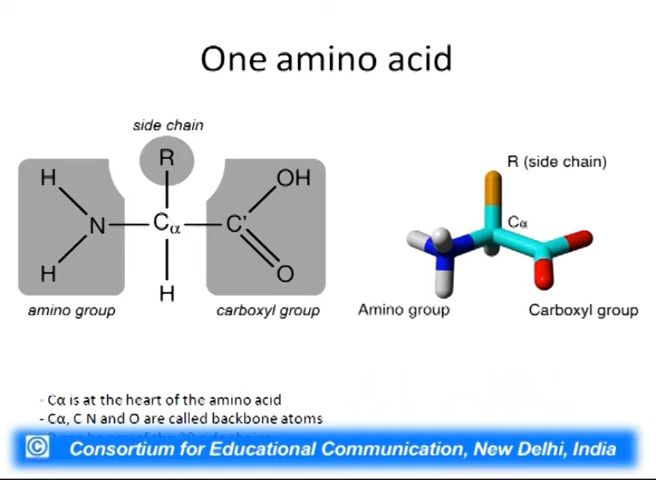 One amino acid
side chain
R
H
OH
N
Cα
C'
H
O
H
amino group
carboxyl group
R (side chain)
Cα
Amino group
Carboxyl group
- Cα is at the heart of the amino acid
- Cα, C N and O are called backbone atoms
© Consortium for Educational Communication, New Delhi, India